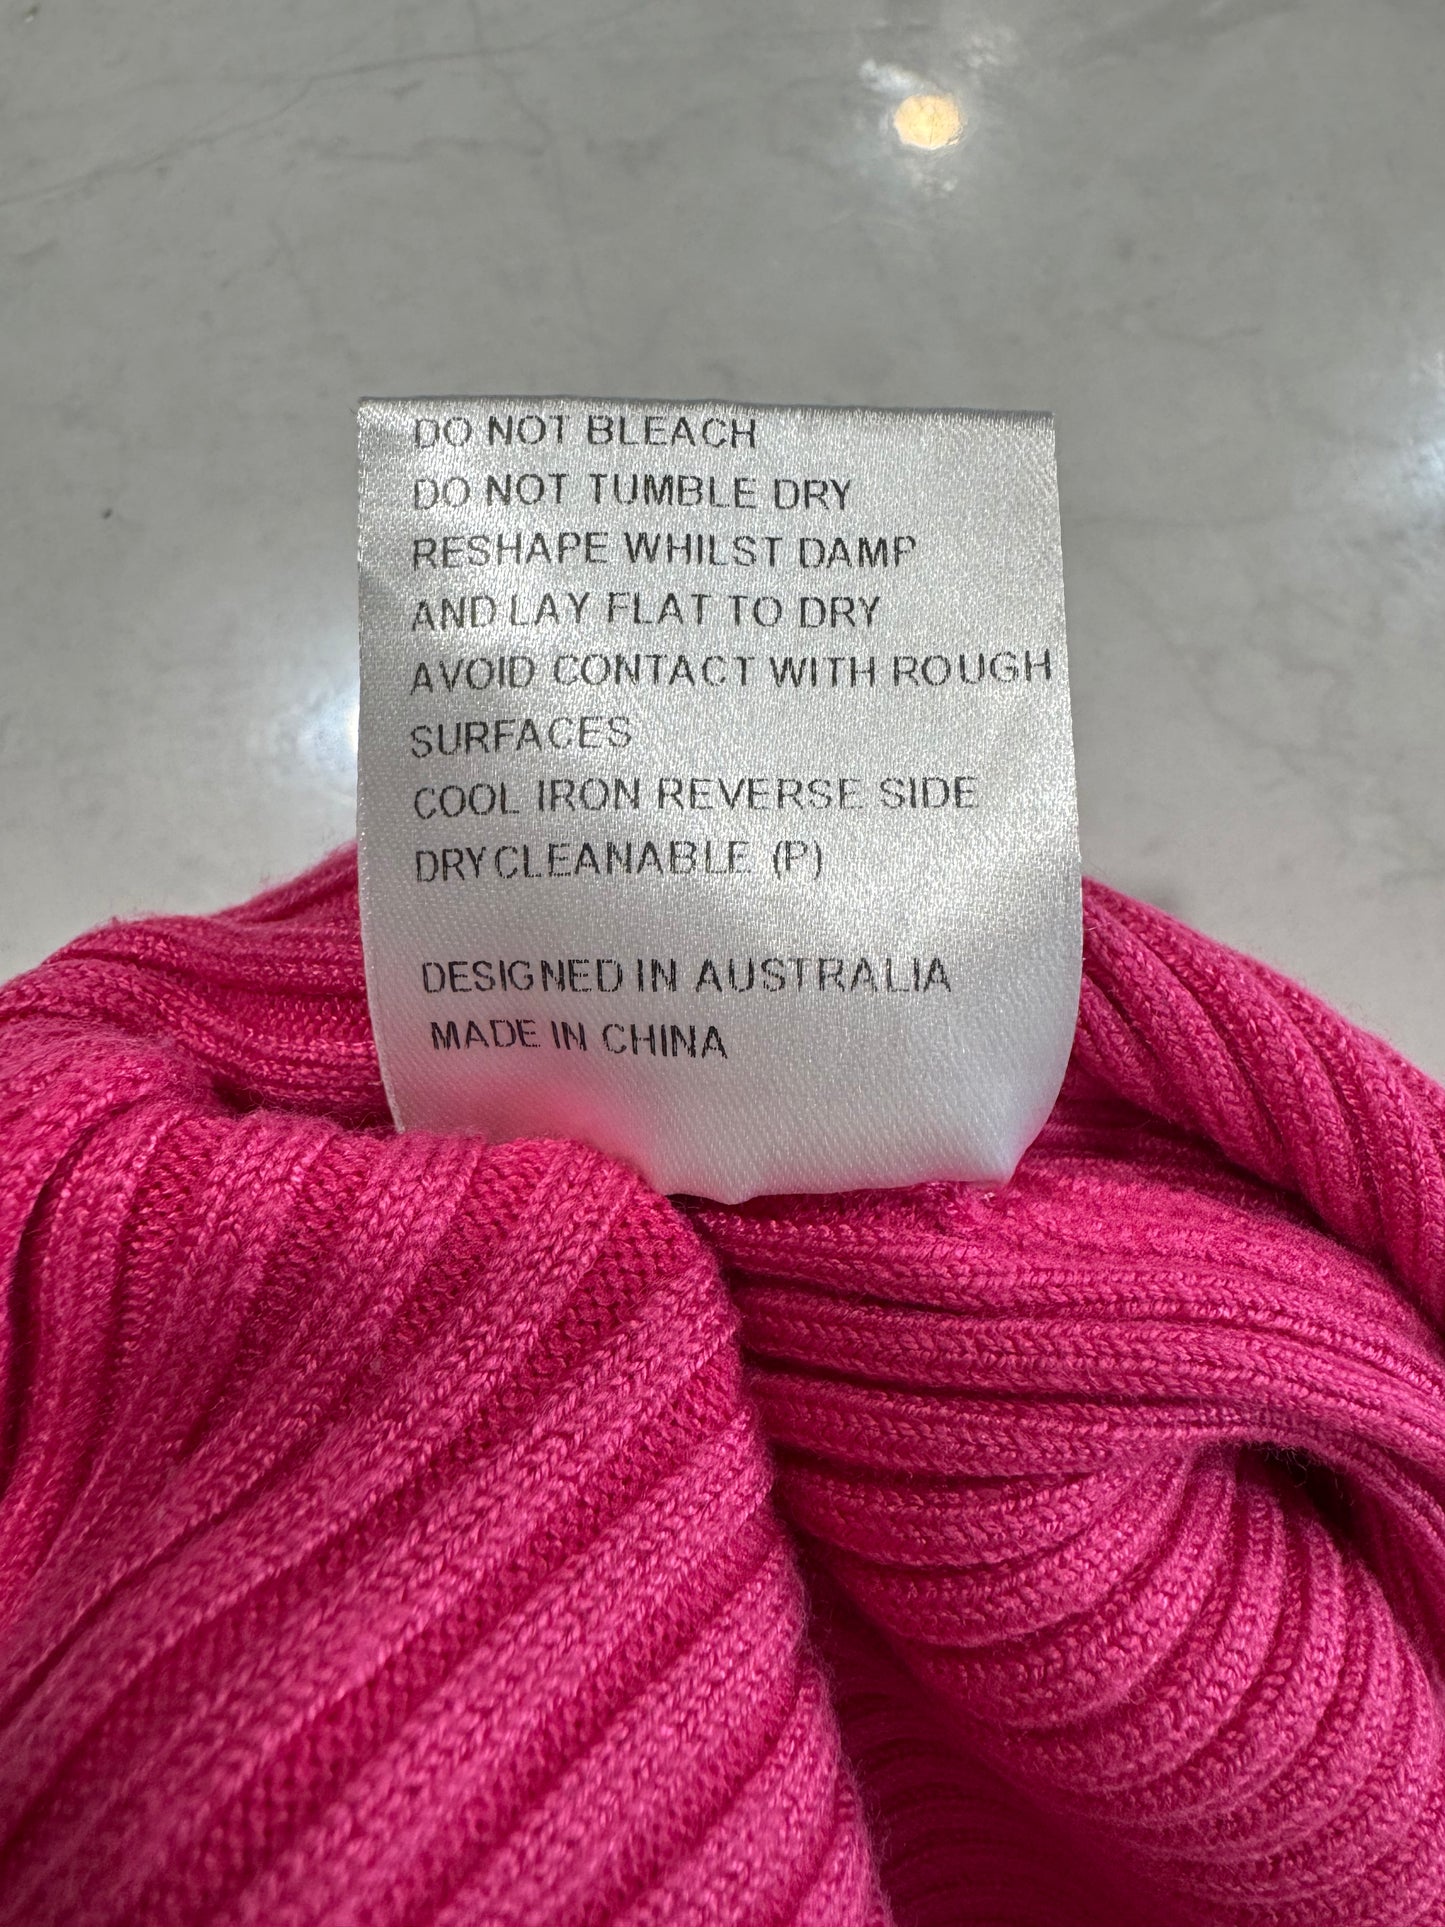 DO NOT BLEACH
DO NOT TUMBLE DRY
RESHAPE WHILST DAMP
AND LAY FLAT TO DRY
AVOID CONTACT WITH ROUGH
SURFACES
COOL IRON REVERSE SIDE
DRYCLEANABLE (P)
DESIGNED IN AUSTRALIA
MADE IN CHINA